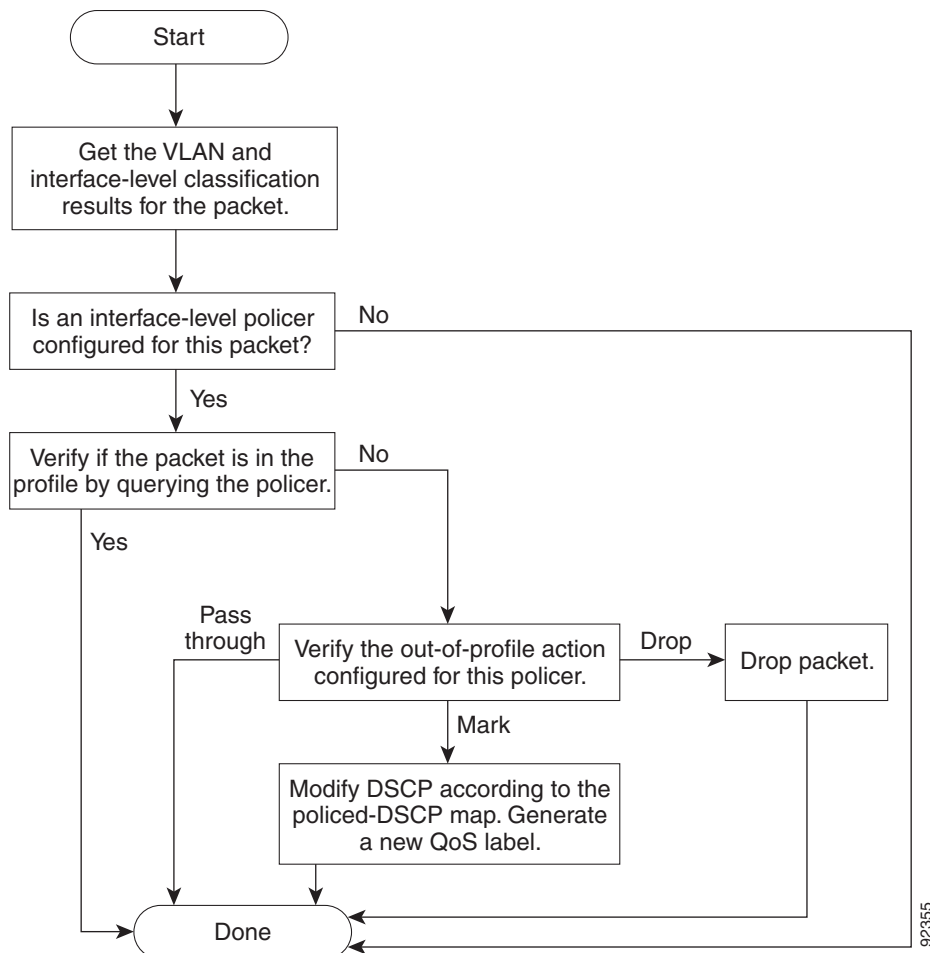 Start
Get the VLAN and
interface-level classification
results for the packet.
Is an interface-level policer
configured for this packet?
No
Yes
Verify if the packet is in the
profile by querying the policer.
No
Yes
Pass
through
Verify the out-of-profile action
configured for this policer.
Drop
Drop packet.
Mark
Modify DSCP according to the
policed-DSCP map. Generate
a new QoS label.
Done
92355